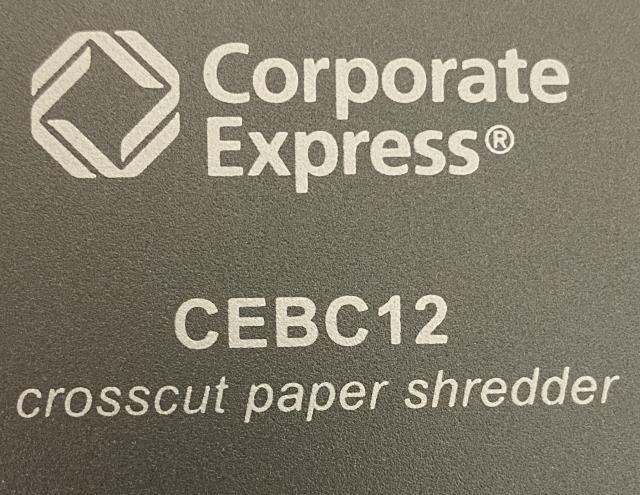 Corporate
Express®
CEBC12
crosscut paper shredder